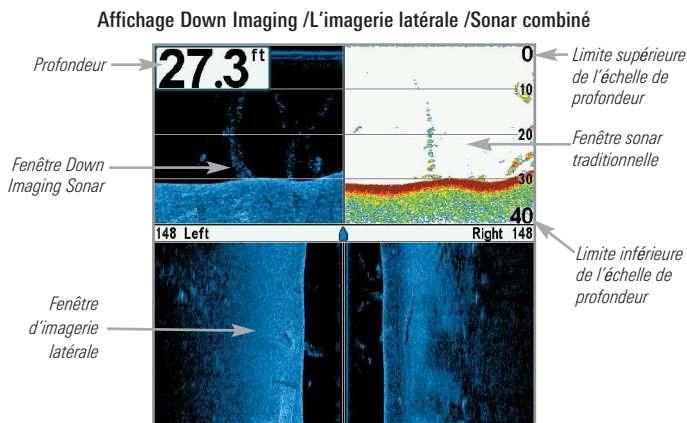 Affichage Down Imaging /L'imagerie latérale /Sonar combiné
Profondeur
27.3 ft
0
Limite supérieure
de l'échelle de
profondeur
10
20
Fenêtre sonar
traditionnelle
Fenêtre Down
Imaging Sonar
30
40
148 Left
Right 148
Limite inférieure
de l'échelle de
profondeur
Fenêtre
d'imagerie
latérale